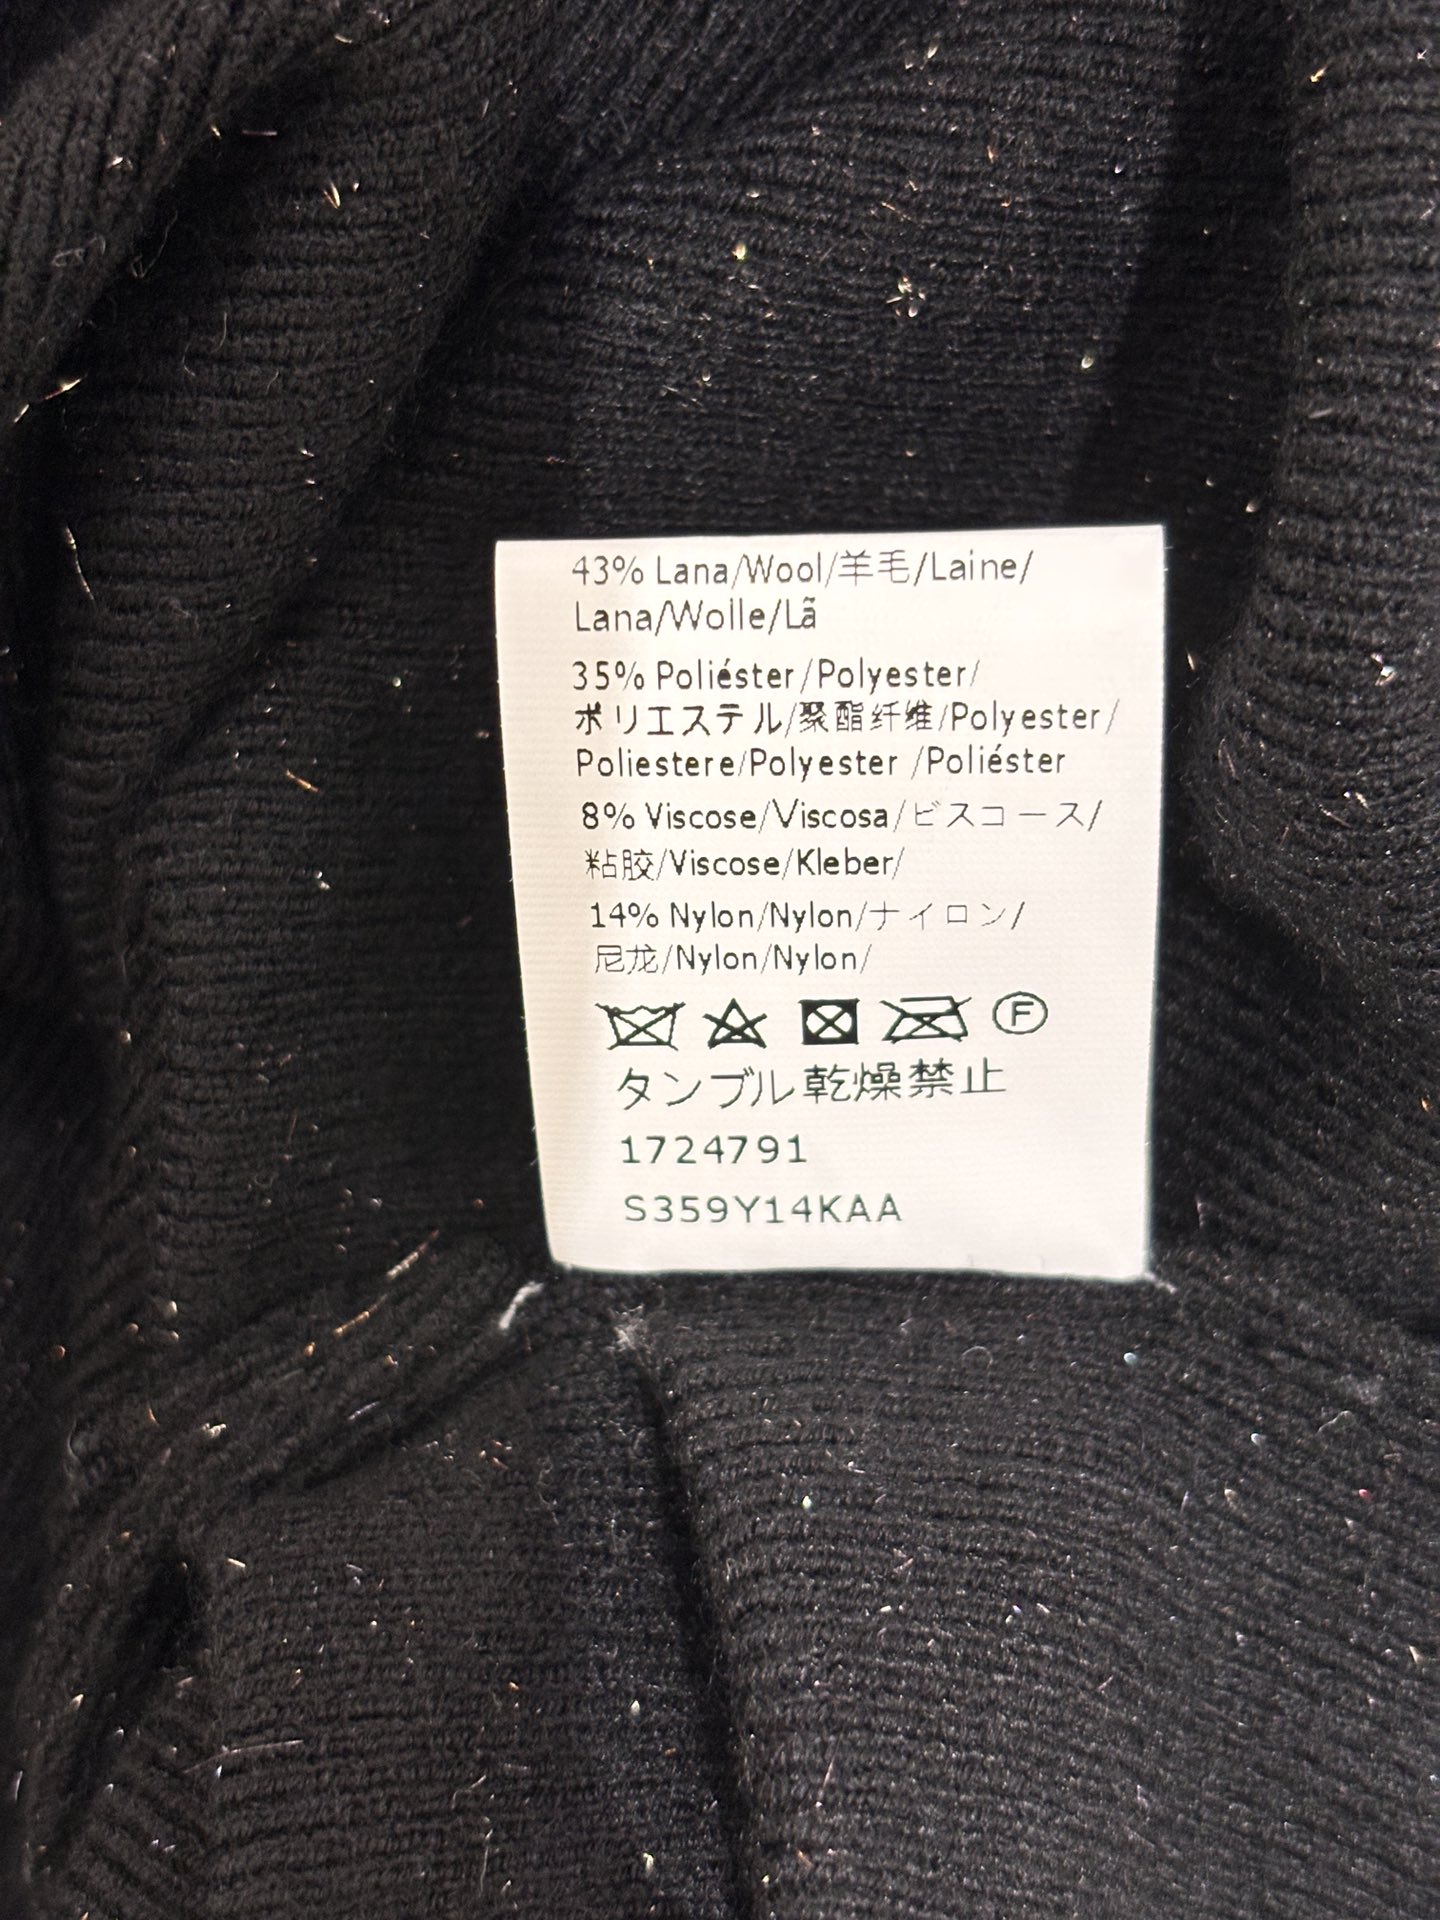 43% Lana/Wool/羊毛/Laine/
Lana/Wolle/Lã
35% Poliéster/Polyester/
ポリエステル/聚酯纤维/Polyester/
Poliestere/Polyester /Poliéster
8% Viscose/Viscosa/ビスコース/
粘胶/Viscose/Kleber/
14% Nylon/Nylon/ナイロン/
尼龙/Nylon/Nylon/
F
タンブル乾燥禁止
1724791
S359Y14KAA